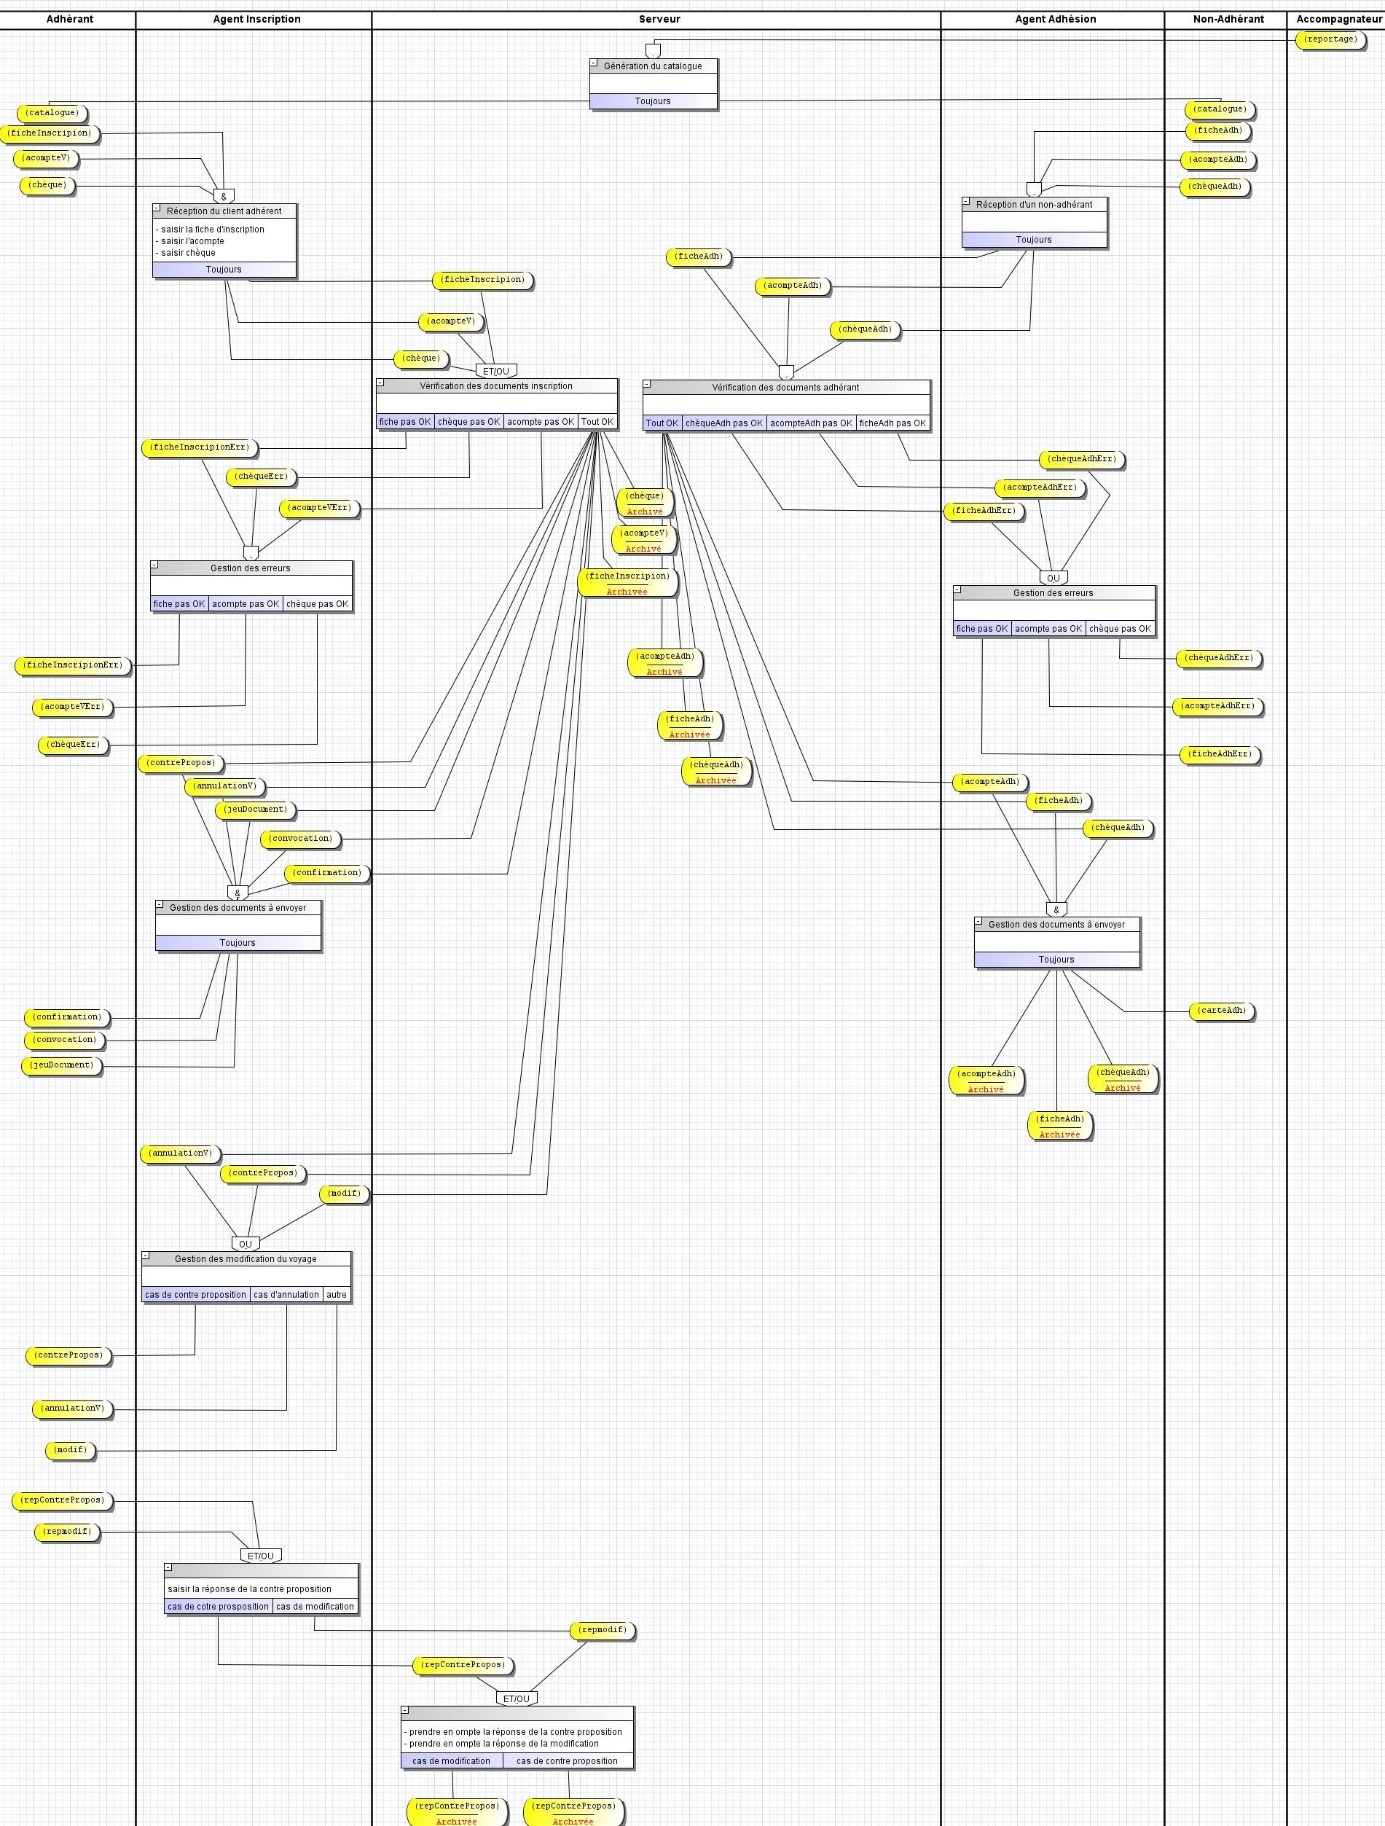 Adhérant
Agent Inscription
Serveur
Agent Adhésion
Non-Adhérant
Accompagnateur
(reportage)
Génération du catalogue
Toujours
(catalogue)
(catalogue)
(ficheInscripion)
(ficheAdh)
(acompteV)
(acompteAdh)
(chèque)
(chèqueAdh)
&
Réception du client adhérent
- saisir la fiche d'inscription
- saisir l'acompte
- saisir chèque
Toujours
Réception d'un non-adhérant
Toujours
(ficheAdh)
(acompteAdh)
(chèqueAdh)
(ficheInscripion)
(acompteV)
(chèque)
ET/OU
Vérification des documents inscription
fiche pas OK
chèque pas OK
acompte pas OK
Tout OK
Vérification des documents adhérant
Tout OK
chèqueAdh pas OK
acompteAdh pas OK
ficheAdh pas OK
(ficheInscripionErr)
(chèqueErr)
(acompteVErr)
(chèque)
Archivé
(acompteV)
Archivé
(ficheInscripion)
Archivée
(chèqueAdhErr)
(acompteAdhErr)
(ficheAdhErr)
Gestion des erreurs
fiche pas OK
acompte pas OK
chèque pas OK
OU
Gestion des erreurs
fiche pas OK
acompte pas OK
chèque pas OK
(ficheInscripionErr)
(acompteVErr)
(chèqueErr)
(acompteAdh)
Archivé
(ficheAdh)
Archivée
(chèqueAdh)
Archivée
(chèqueAdhErr)
(acompteAdhErr)
(ficheAdhErr)
(contrePropos)
(annulationV)
(jeuDocument)
(convocation)
(confirmation)
(acompteAdh)
(ficheAdh)
(chèqueAdh)
&
Gestion des documents à envoyer
Toujours
&
Gestion des documents à envoyer
Toujours
(confirmation)
(convocation)
(jeuDocument)
(carteAdh)
(acompteAdh)
Archivé
(chèqueAdh)
Archivé
(ficheAdh)
Archivée
(annulationV)
(contrePropos)
(modif)
OU
Gestion des modification du voyage
cas de contre proposition
cas d'annulation
autre
(contrePropos)
(annulationV)
(modif)
(repContrePropos)
(repmodif)
ET/OU
saisir la réponse de la contre proposition
cas de cotre prosposition
cas de modification
(repmodif)
(repContrePropos)
ET/OU
- prendre en ompte la réponse de la contre proposition
- prendre en ompte la réponse de la modification
cas de modification
cas de contre proposition
(repContrePropos)
Archivée
(repContrePropos)
Archivée